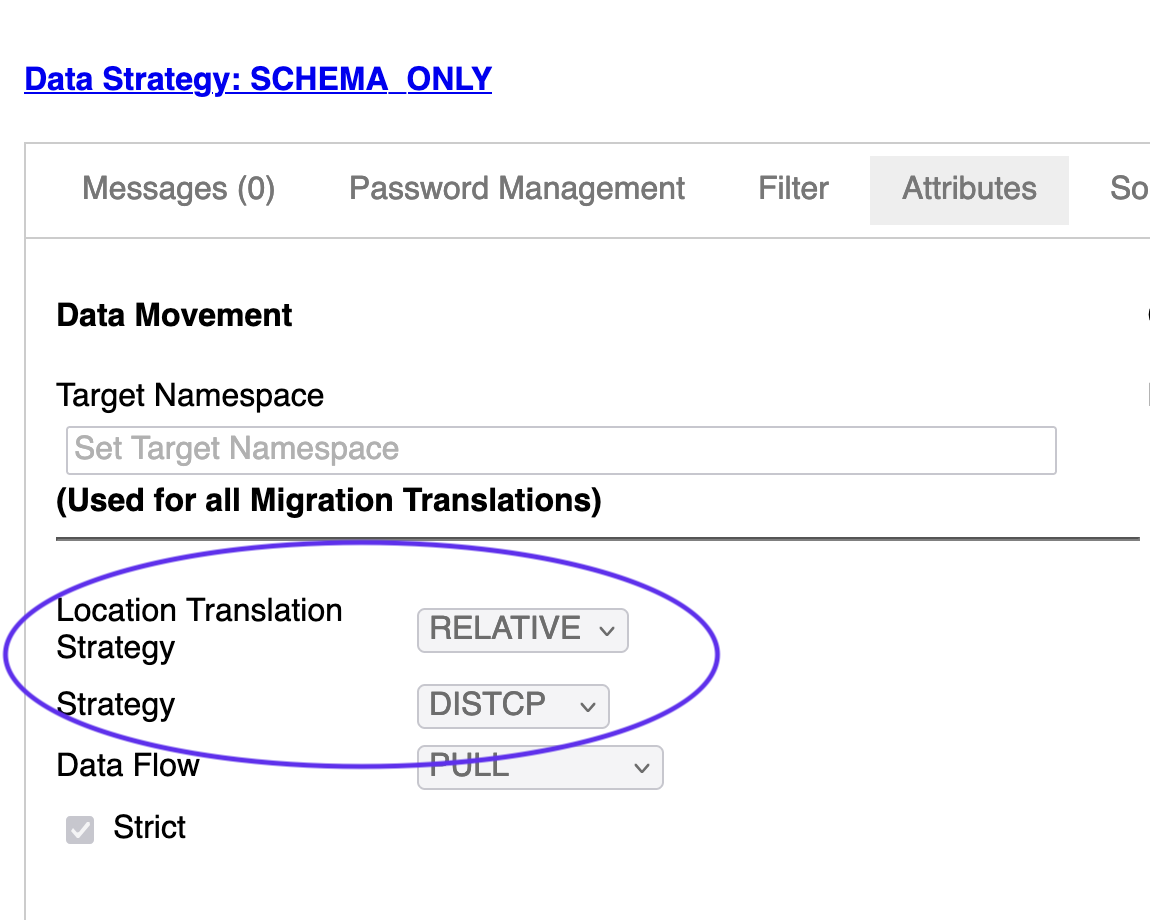 Data Strategy: SCHEMA_ONLY
Messages (0) Password Management Filter Attributes So
Data Movement
Target Namespace
Set Target Namespace
(Used for all Migration Translations)
Location Translation
Strategy
RELATIVE
Strategy DISTCP
Data Flow PULL
Strict